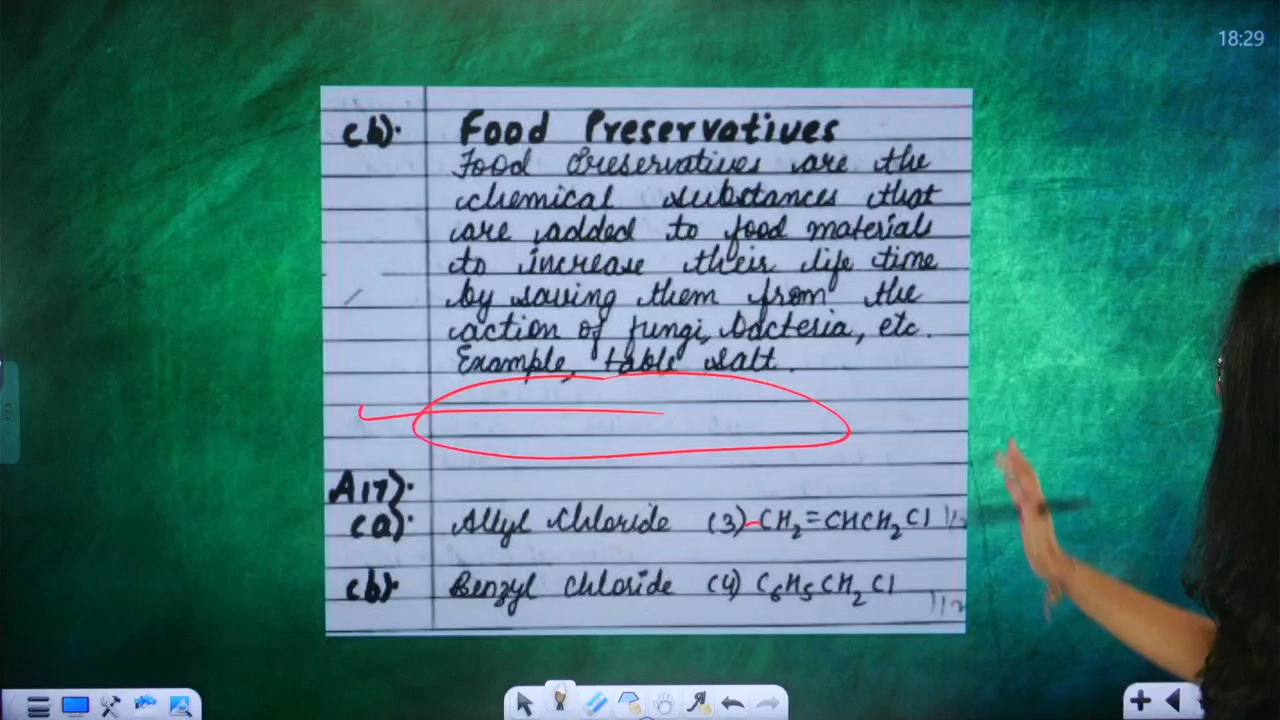 18:29
(b).
Food Preservatives
Food Preservatives are the
chemical substances that
are added to food materials
to increase their life time
by saving them from the
action of fungi, bacteria, etc.
Example, table salt.
A17).
(a). Allyl Chloride (3) CH₂=CHCH₂Cl
(b). Benzyl Chloride (4) C₆H₅CH₂Cl